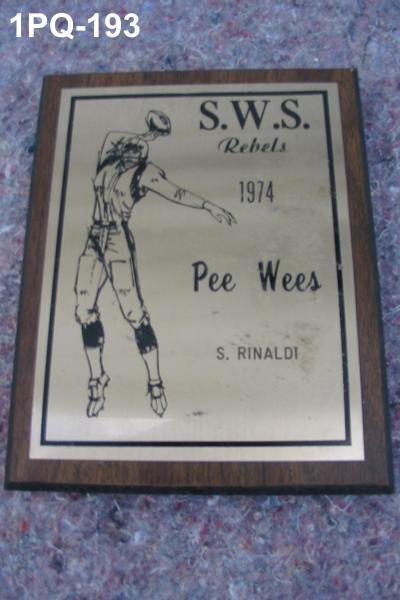 1PQ-193
S.W.S.
Rebels
1974
Pee Wees
S. RINALDI